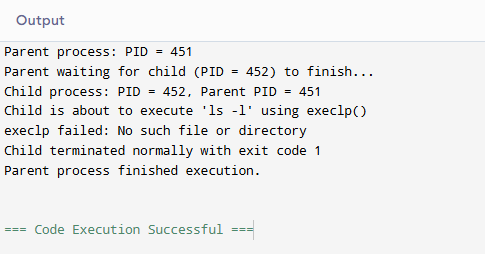 Output
Parent process: PID = 451
Parent waiting for child (PID = 452) to finish...
Child process: PID = 452, Parent PID = 451
Child is about to execute 'ls -l' using execlp()
execlp failed: No such file or directory
Child terminated normally with exit code 1
Parent process finished execution.
=== Code Execution Successful ===